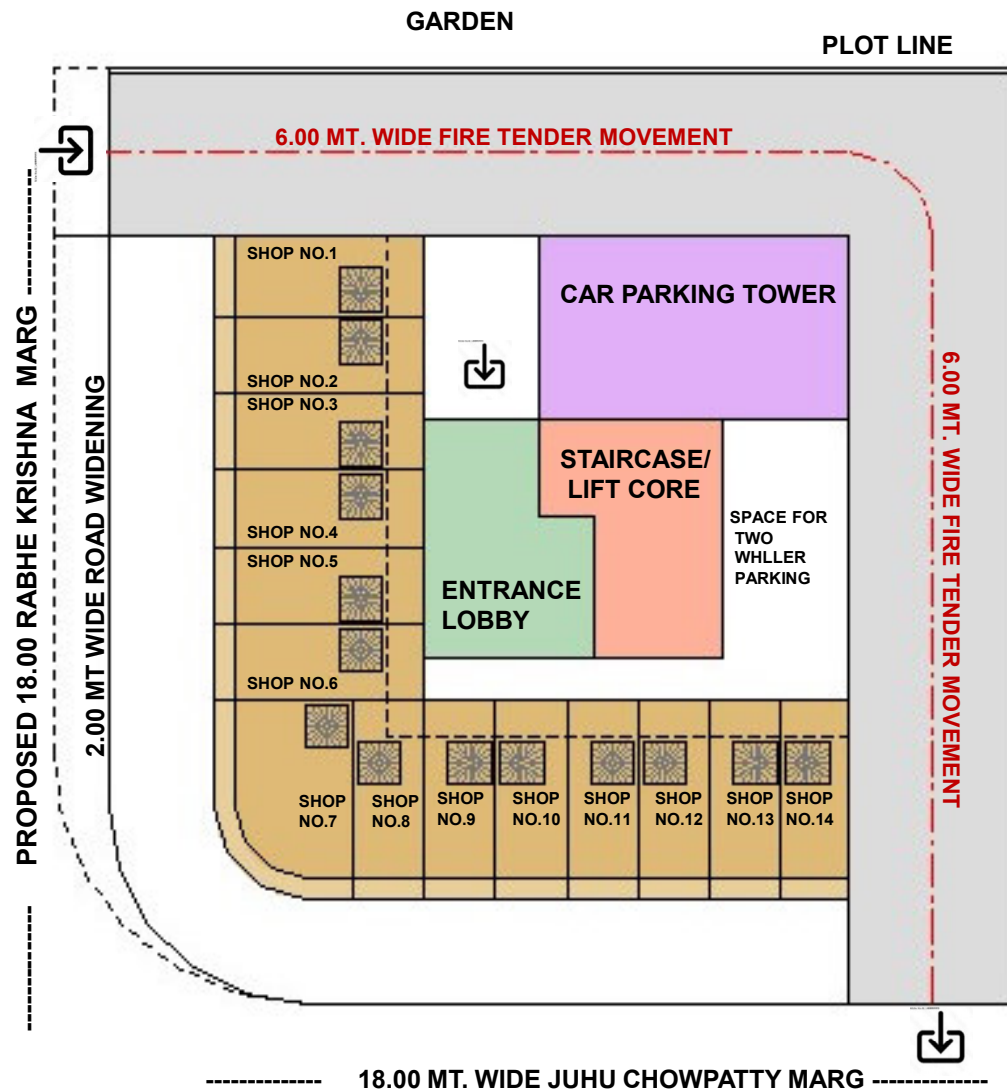 GARDEN
PLOT LINE
6.00 MT. WIDE FIRE TENDER MOVEMENT
PROPOSED 18.00 RABHE KRISHNA MARG
2.00 MT WIDE ROAD WIDENING
SHOP NO.1
SHOP NO.2
SHOP NO.3
SHOP NO.4
SHOP NO.5
SHOP NO.6
CAR PARKING TOWER
STAIRCASE/
LIFT CORE
ENTRANCE
LOBBY
SPACE FOR
TWO
WHLLER
PARKING
6.00 MT. WIDE FIRE TENDER MOVEMENT
SHOP
NO.7
SHOP
NO.8
SHOP
NO.9
SHOP
NO.10
SHOP
NO.11
SHOP
NO.12
SHOP
NO.13
SHOP
NO.14
18.00 MT. WIDE JUHU CHOWPATTY MARG